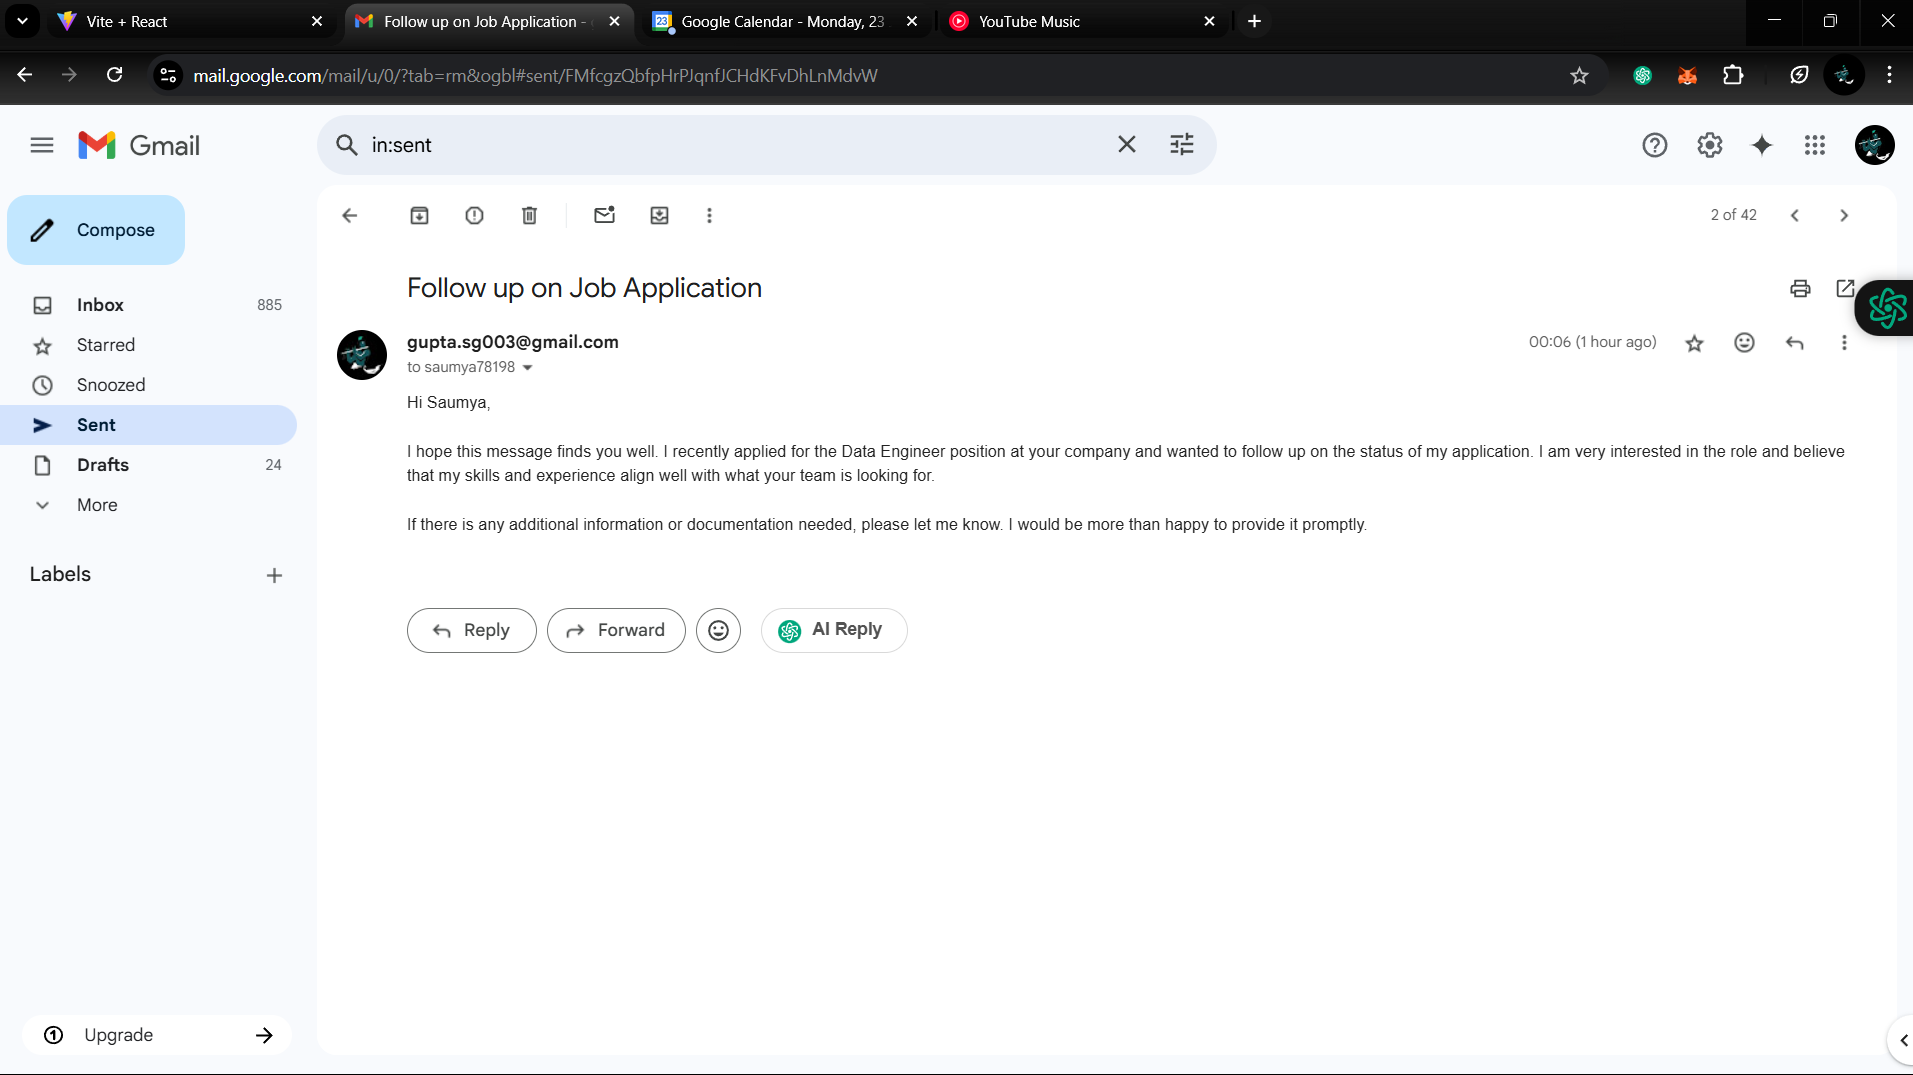 Vite + React
Follow up on Job Application -
Google Calendar - Monday, 23
YouTube Music
mail.google.com/mail/u/0/?tab=rm&ogbl#sent/FMfcgzQbfpHrPJqnfJCHdKFvDhLnMdvW
Gmail
in:sent
Compose
2 of 42
Inbox 885
Starred
Snoozed
Sent
Drafts 24
More
Labels
Upgrade
Follow up on Job Application
gupta.sg003@gmail.com
00:06 (1 hour ago)
to saumya78198
Hi Saumya,
I hope this message finds you well. I recently applied for the Data Engineer position at your company and wanted to follow up on the status of my application. I am very interested in the role and believe
that my skills and experience align well with what your team is looking for.
If there is any additional information or documentation needed, please let me know. I would be more than happy to provide it promptly.
Reply
Forward
AI Reply